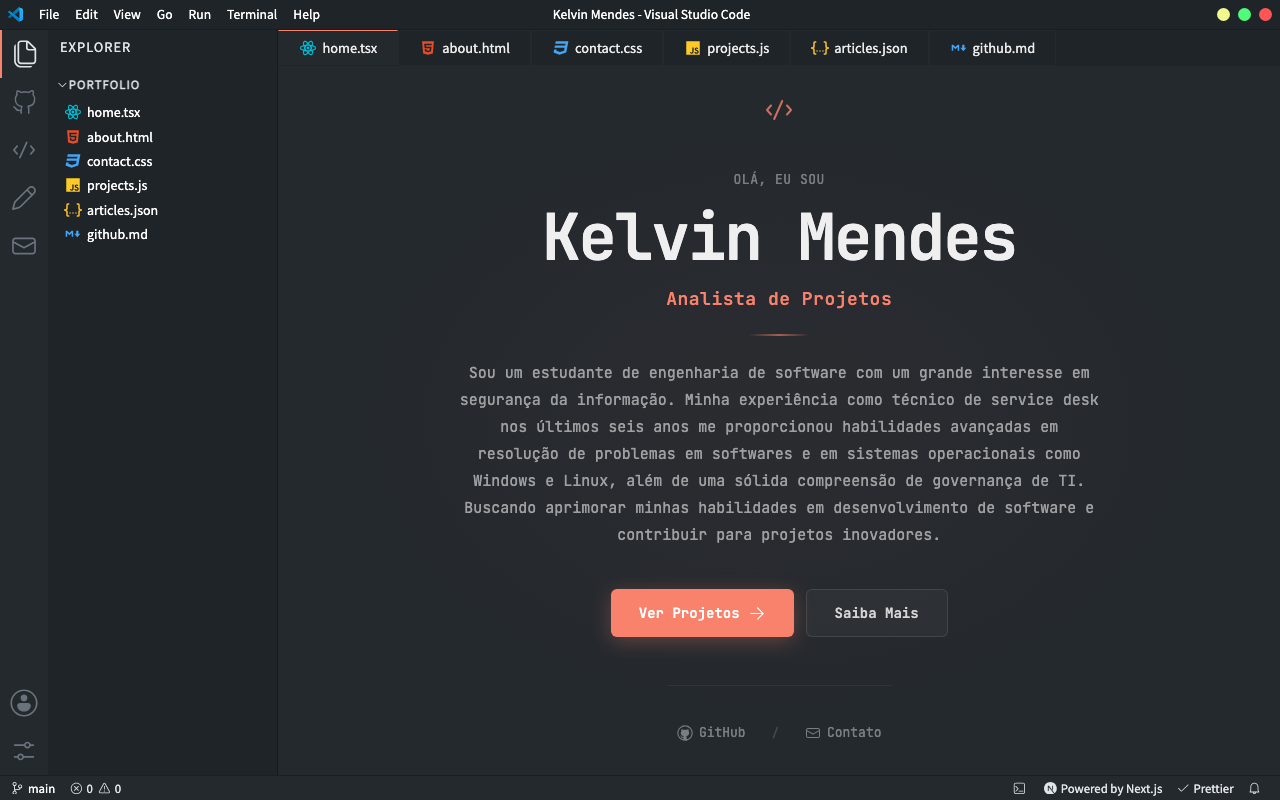 File Edit View Go Run Terminal Help
Kelvin Mendes - Visual Studio Code
EXPLORER
PORTFOLIO
home.tsx
about.html
contact.css
projects.js
articles.json
github.md
home.tsx about.html contact.css projects.js articles.json github.md
</>
OLÁ, EU SOU
Kelvin Mendes
Analista de Projetos
Sou um estudante de engenharia de software com um grande interesse em
segurança da informação. Minha experiência como técnico de service desk
nos últimos seis anos me proporcionou habilidades avançadas em
resolução de problemas em softwares e em sistemas operacionais como
Windows e Linux, além de uma sólida compreensão de governança de TI.
Buscando aprimorar minhas habilidades em desenvolvimento de software e
contribuir para projetos inovadores.
Ver Projetos →
Saiba Mais
GitHub / Contato
main 0 0
Powered by Next.js Prettier